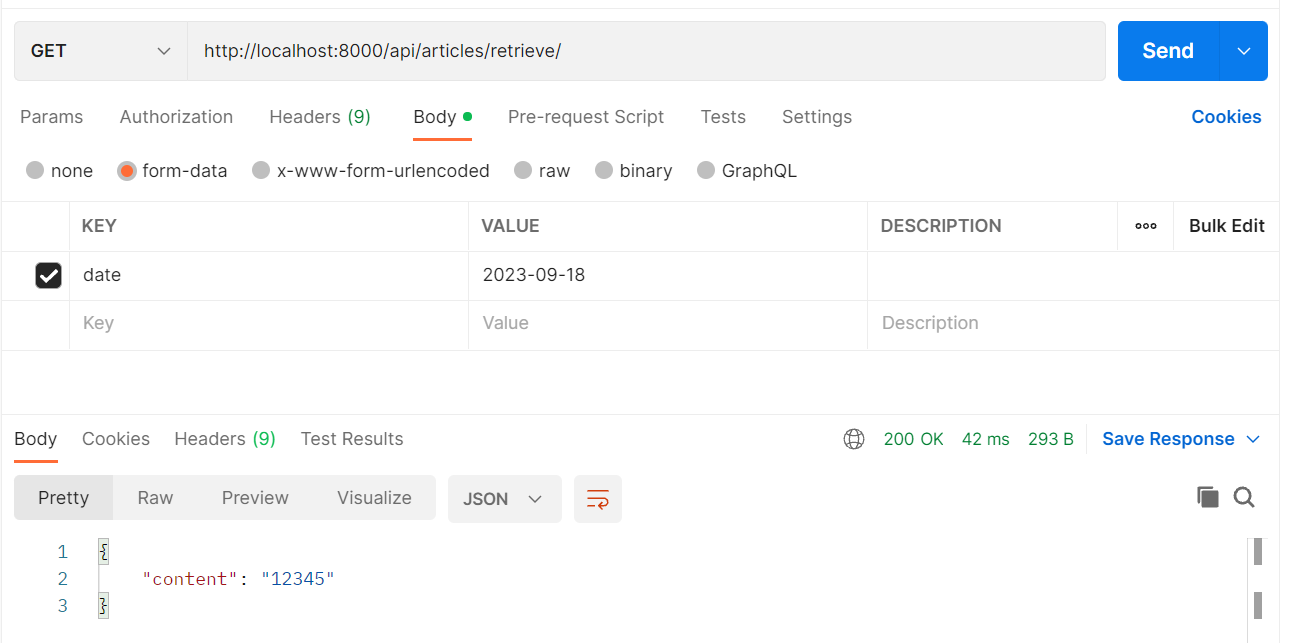 GET http://localhost:8000/api/articles/retrieve/ Send
Params Authorization Headers (9) Body Pre-request Script Tests Settings Cookies
none form-data x-www-form-urlencoded raw binary GraphQL
KEY VALUE DESCRIPTION Bulk Edit
date 2023-09-18
Key Value Description
Body Cookies Headers (9) Test Results 200 OK 42 ms 293 B Save Response
Pretty Raw Preview Visualize JSON
1 {
2 "content": "12345"
3 }